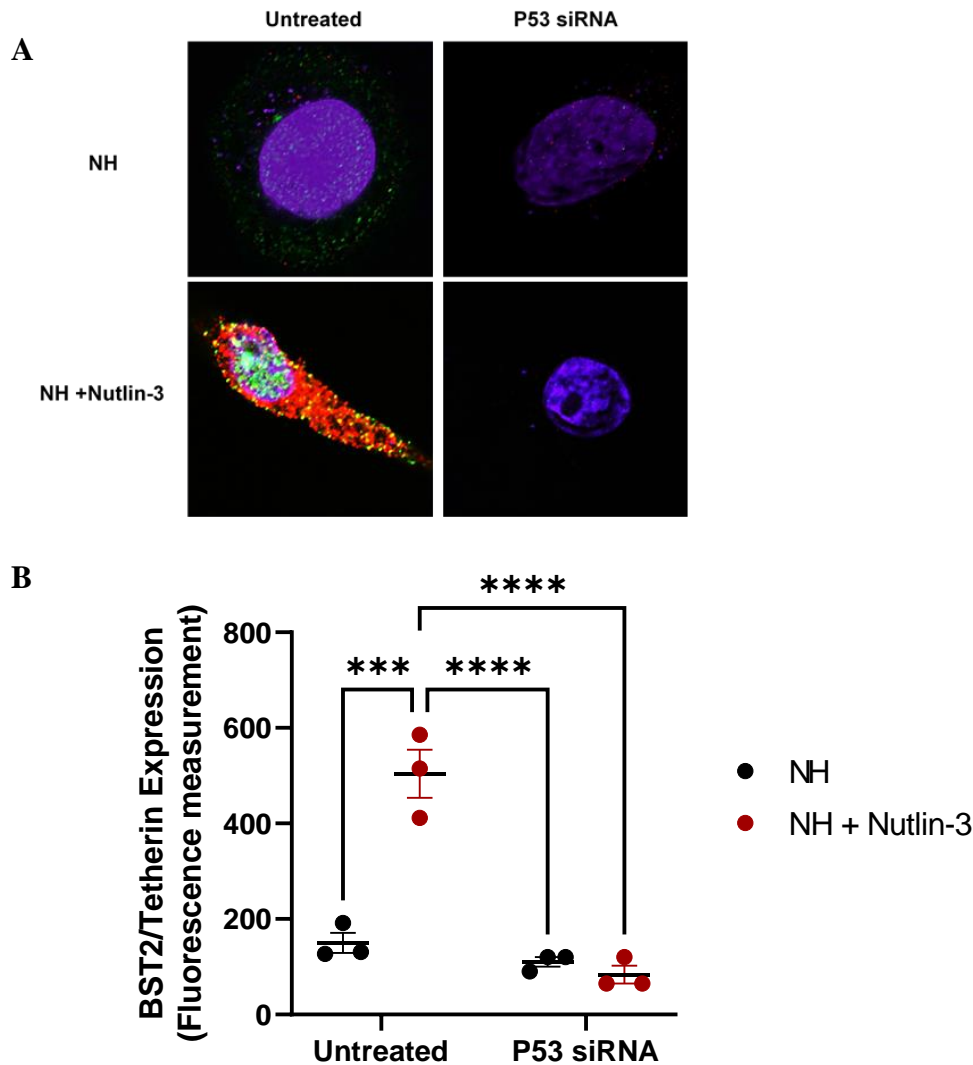 A
Untreated
P53 siRNA
NH
NH +Nutlin-3
B
BST2/Tetherin Expression
(Fluorescence measurement)
800
600
400
200
0
***
****
****
Untreated
P53 siRNA
NH
NH + Nutlin-3